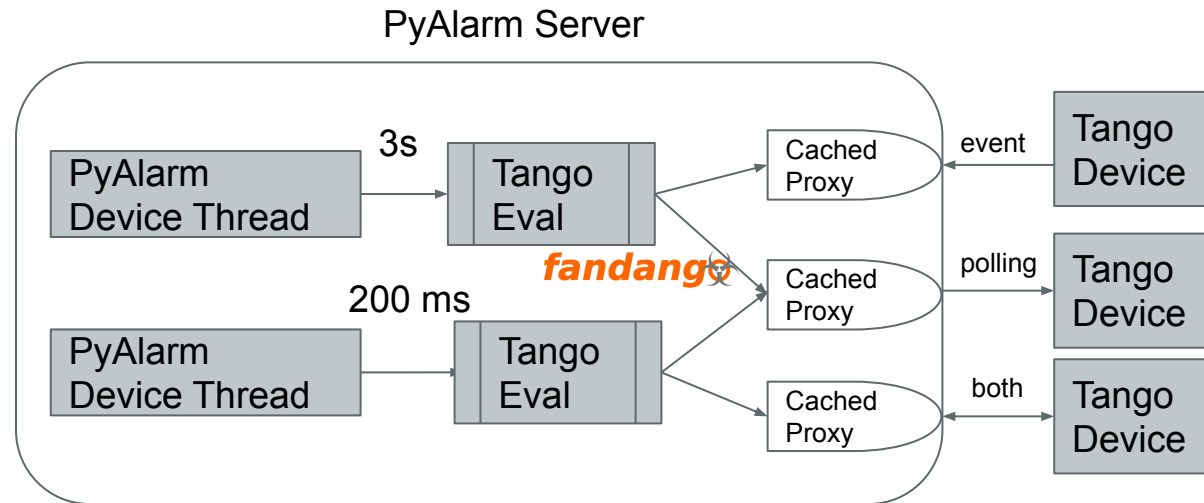 PyAlarm Server
3s
PyAlarm
Device Thread
Tango
Eval
Cached
Proxy
event
Tango
Device
fandango
Cached
Proxy
polling
Tango
Device
200 ms
PyAlarm
Device Thread
Tango
Eval
Cached
Proxy
both
Tango
Device